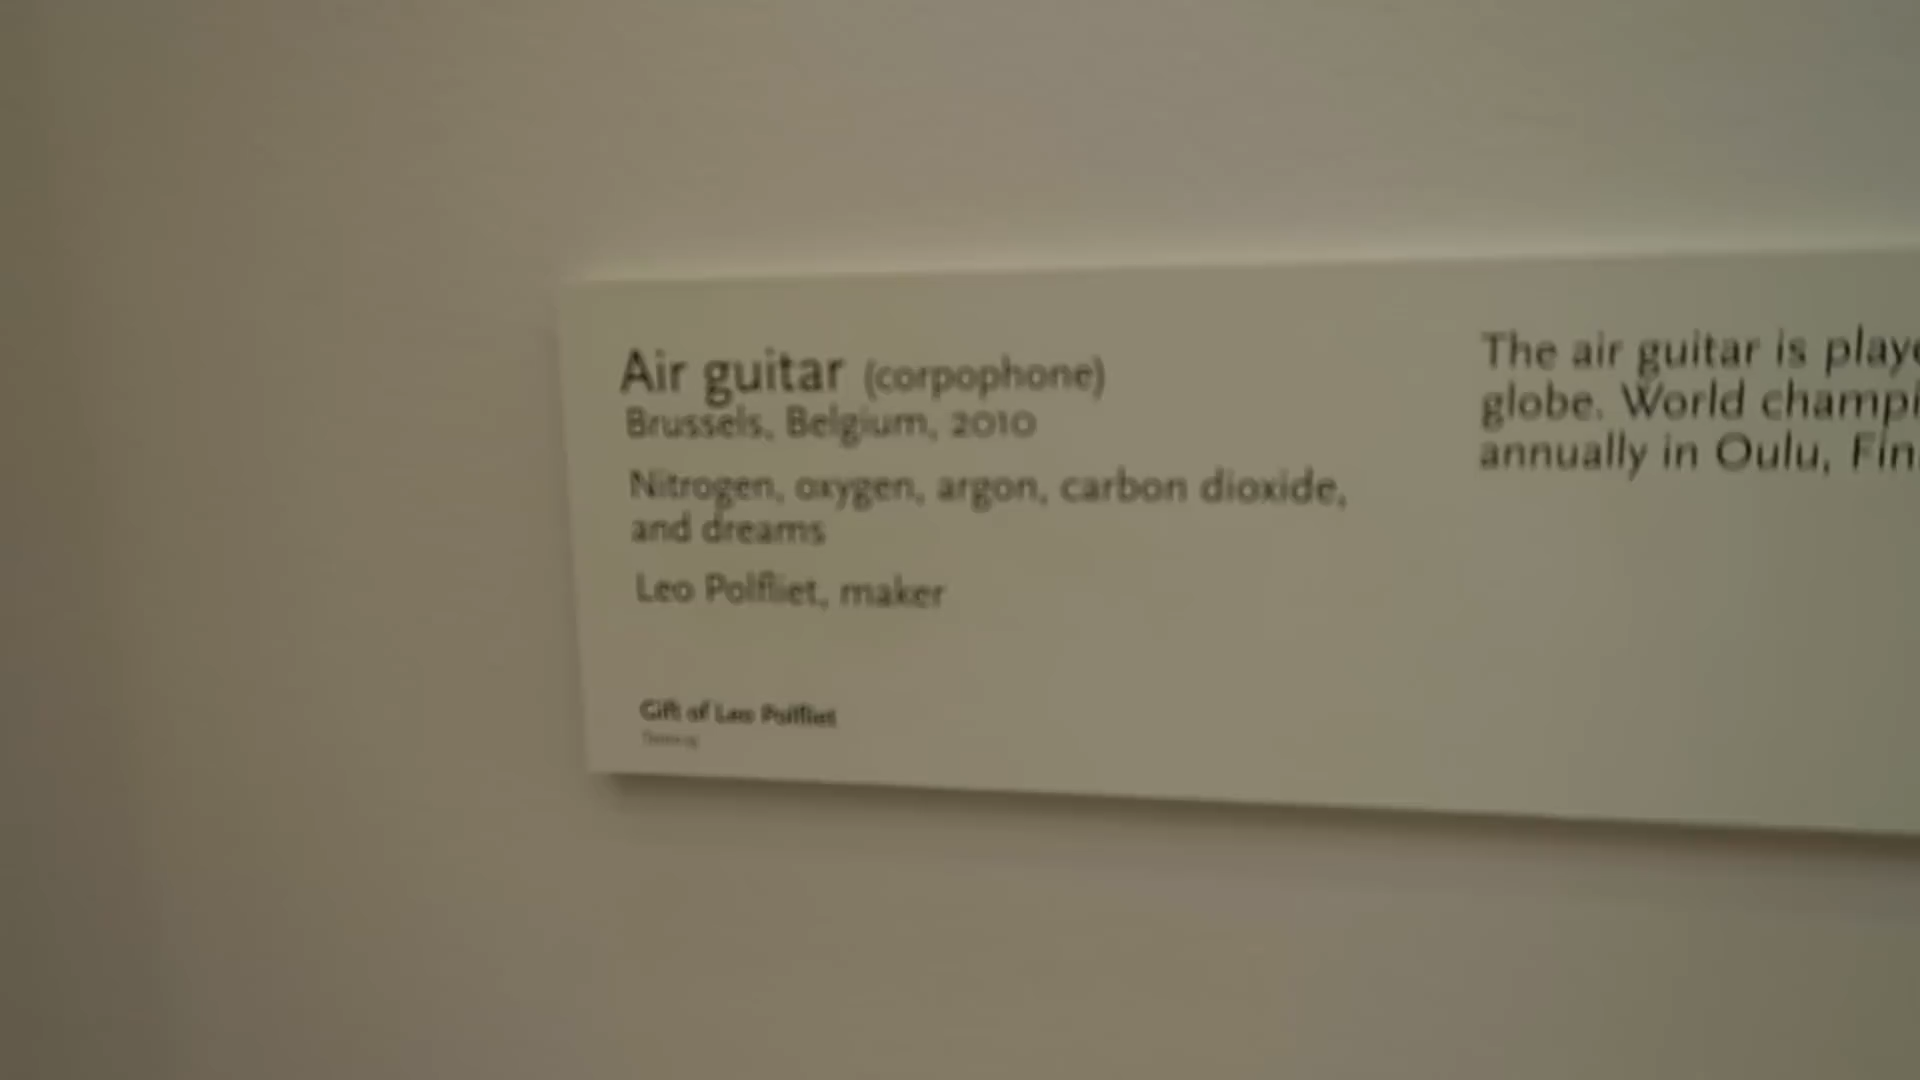 Air guitar (corpophone)
Brussels, Belgium, 2010
Nitrogen, oxygen, argon, carbon dioxide,
and dreams
Leo Polfliet, maker
Gift of Leo Polfliet
The air guitar is playe
globe. World champi
annually in Oulu, Fin